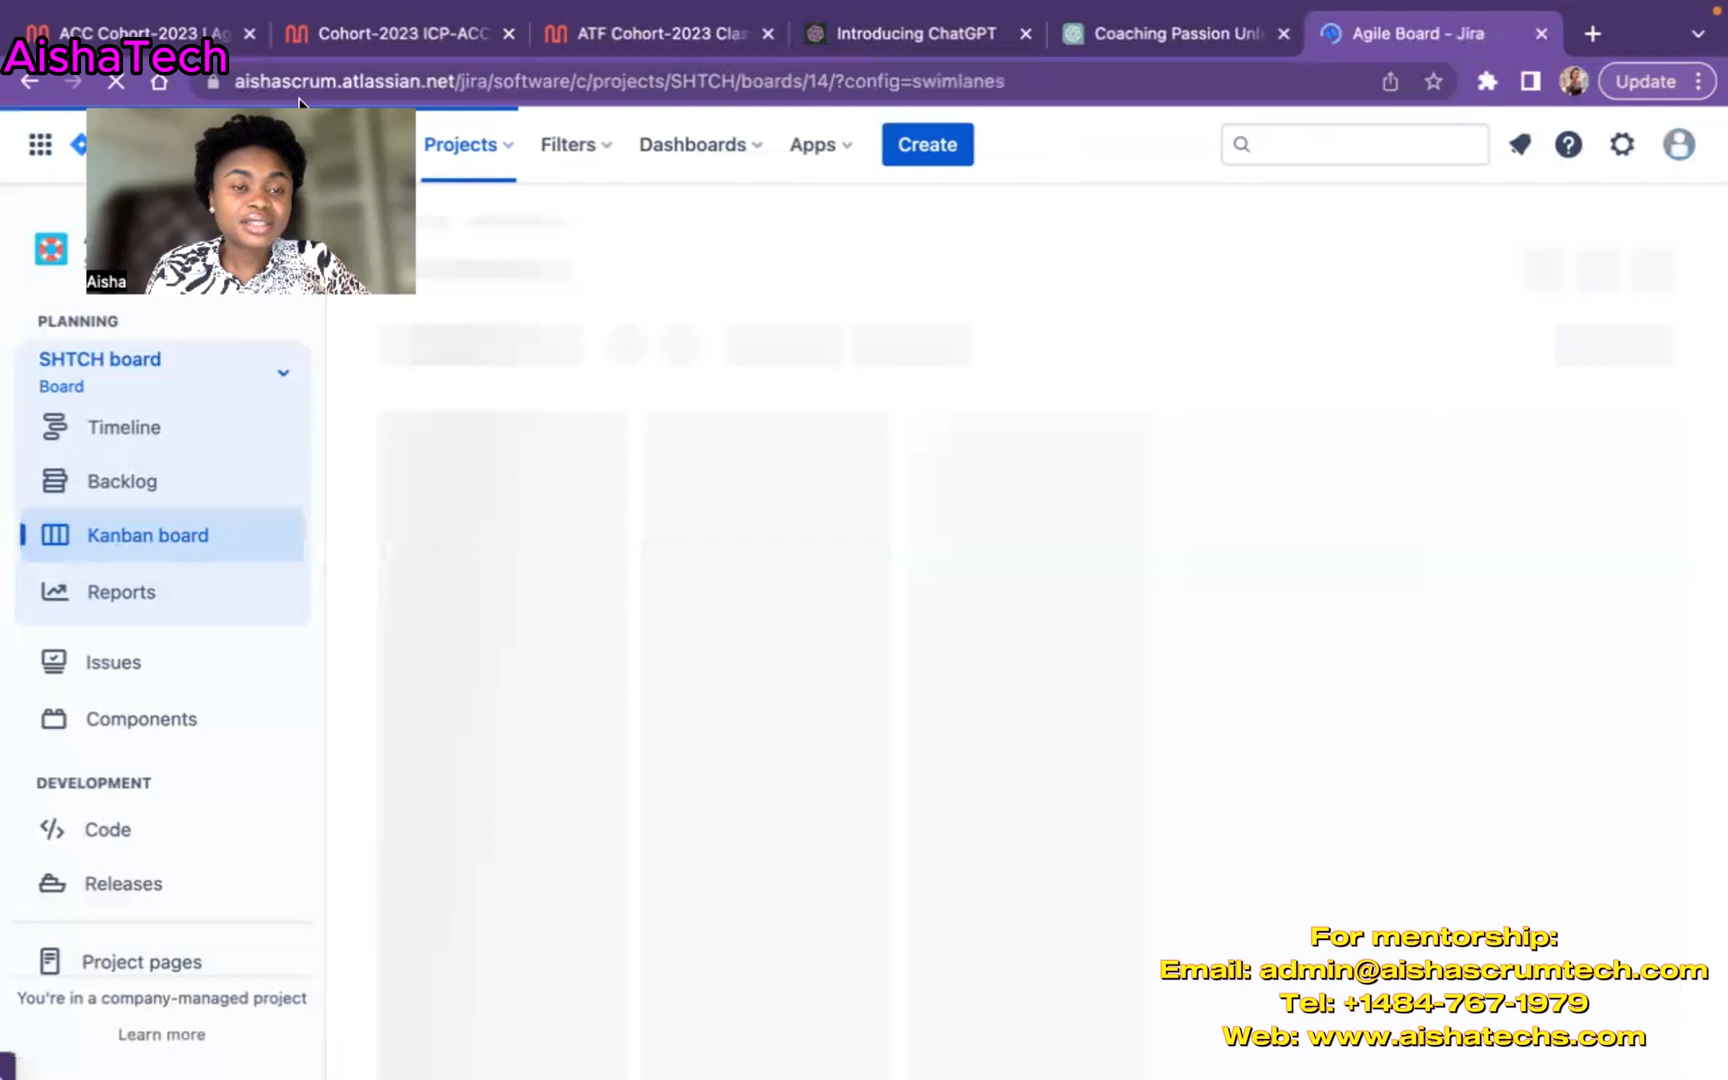 ACC Cohort-2023 | Ag
Cohort-2023 ICP-ACC
ATF Cohort-2023 Clas
Introducing ChatGPT
Coaching Passion Unl
Agile Board - Jira
AishaTech
aishascrum.atlassian.net/jira/software/c/projects/SHTCH/boards/14/?config=swimlanes
Update
Projects
Filters
Dashboards
Apps
Create
Aisha
PLANNING
SHTCH board
Board
Timeline
Backlog
Kanban board
Reports
Issues
Components
DEVELOPMENT
Code
Releases
Project pages
You're in a company-managed project
Learn more
For mentorship:
Email: admin@aishascrumtech.com
Tel: +1484-767-1979
Web: www.aishatechs.com